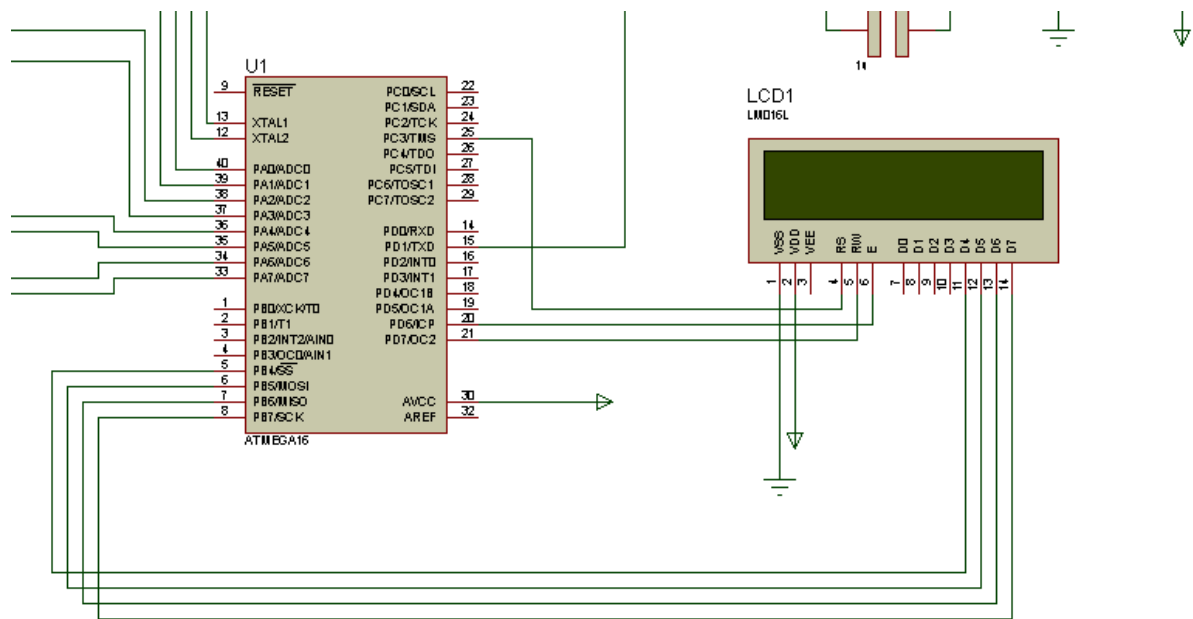 1n
U1
9 RESET PC0/SCL 22
PC1/SDA 23
13 XTAL1 PC2/TCK 24
12 XTAL2 PC3/TMS 25
PC4/TDO 26
40 PA0/ADC0 PC5/TDI 27
39 PA1/ADC1 PC6/TOSC1 28
38 PA2/ADC2 PC7/TOSC2 29
37 PA3/ADC3
36 PA4/ADC4 PD0/RXD 14
35 PA5/ADC5 PD1/TXD 15
34 PA6/ADC6 PD2/INT0 16
33 PA7/ADC7 PD3/INT1 17
PD4/OC1B 18
1 PB0/XCK/T0 PD5/OC1A 19
2 PB1/T1 PD6/ICP 20
3 PB2/INT2/AIN0 PD7/OC2 21
4 PB3/OC0/AIN1
5 PB4/SS
6 PB5/MOSI
7 PB6/MISO AVCC 30
8 PB7/SCK AREF 32
ATMEGA16
LCD1
LM016L
VSS VDD VEE RS RW E D0 D1 D2 D3 D4 D5 D6 D7
1 2 3 4 5 6 7 8 9 10 11 12 13 14